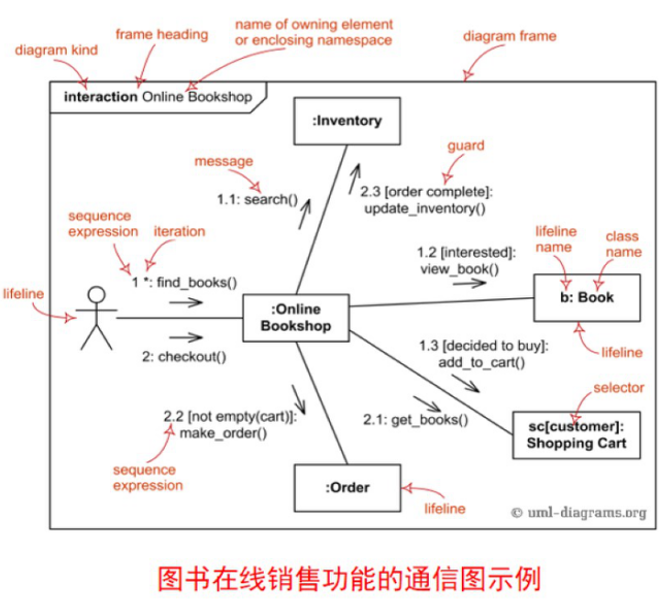 name of owning element
or enclosing namespace
frame heading
diagram kind
diagram frame
interaction Online Bookshop
:Inventory
message
guard
1.1: search()
2.3 [order complete]:
update_inventory()
sequence
expression
iteration
lifeline
name
class
name
1.2 [interested]:
view_book()
1 *: find_books()
lifeline
:Online
Bookshop
b: Book
2: checkout()
1.3 [decided to buy]:
add_to_cart()
lifeline
selector
2.2 [not empty(cart)]:
make_order()
2.1: get_books()
sc[customer]:
Shopping Cart
sequence
expression
:Order
lifeline
© uml-diagrams.org
图书在线销售功能的通信图示例